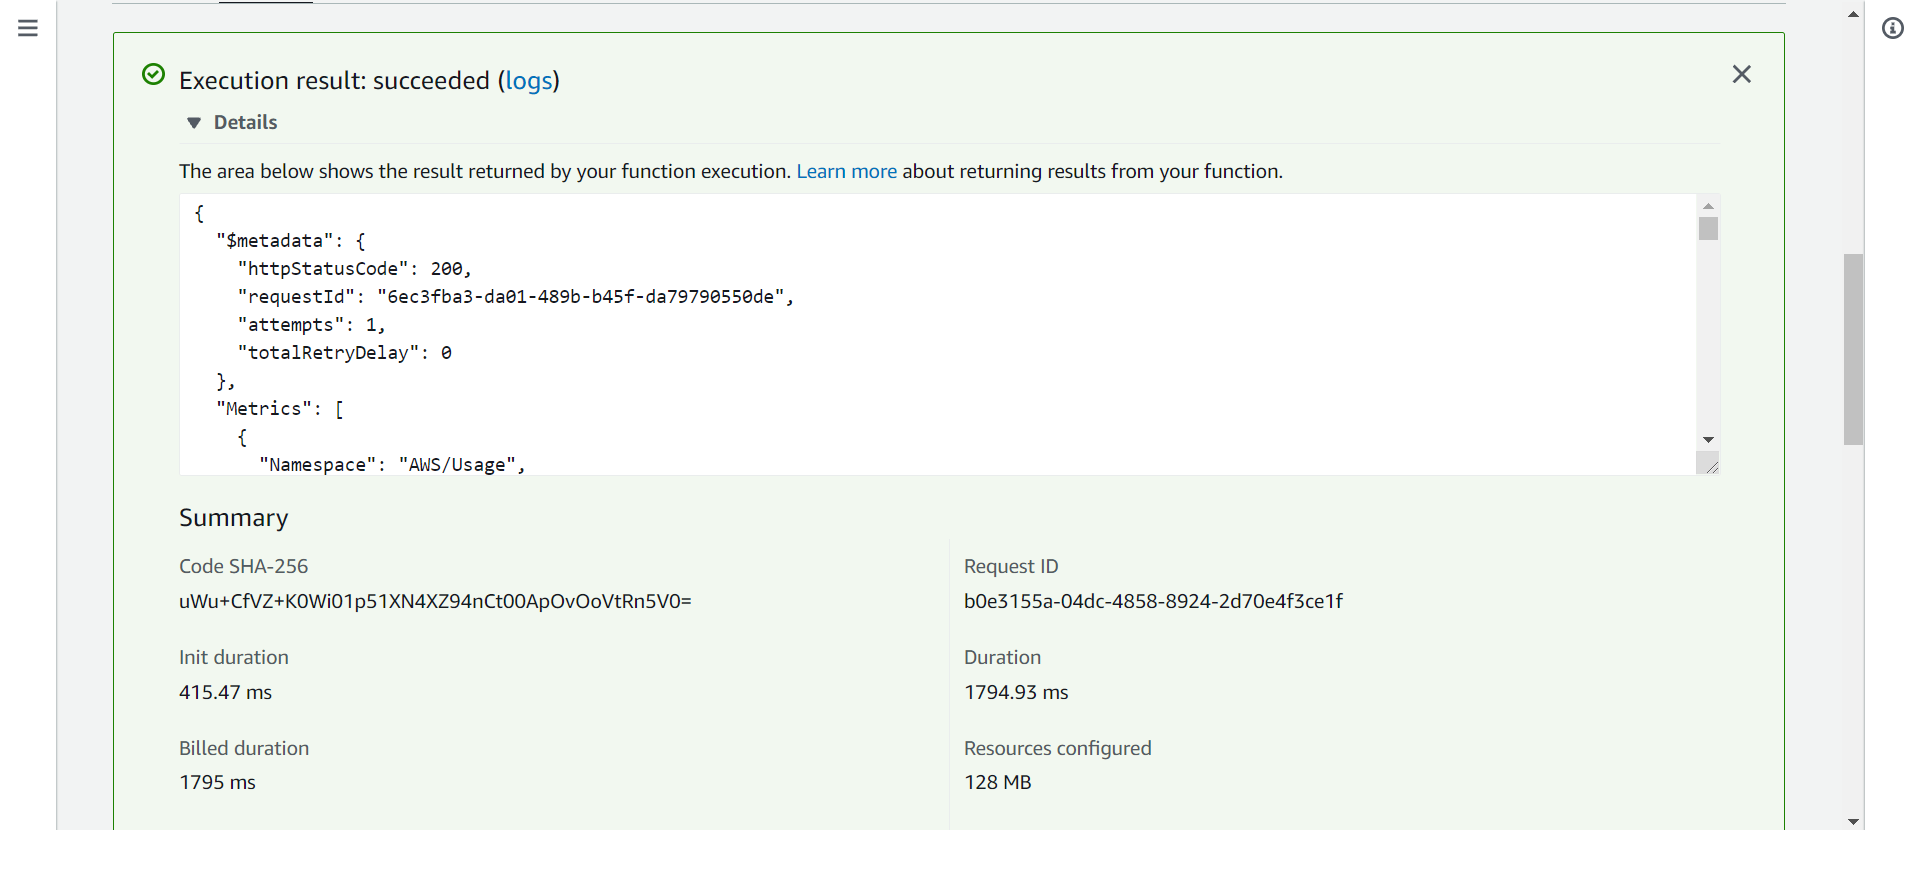 Execution result: succeeded (logs)
Details
The area below shows the result returned by your function execution. Learn more about returning results from your function.
{
  "$metadata": {
    "httpStatusCode": 200,
    "requestId": "6ec3fba3-da01-489b-b45f-da79790550de",
    "attempts": 1,
    "totalRetryDelay": 0
  },
  "Metrics": [
    {
      "Namespace": "AWS/Usage",
Summary
Code SHA-256
uWu+CfVZ+K0Wi01p51XN4XZ94nCt00ApOvOoVtRn5V0=
Request ID
b0e3155a-04dc-4858-8924-2d70e4f3ce1f
Init duration
415.47 ms
Duration
1794.93 ms
Billed duration
1795 ms
Resources configured
128 MB